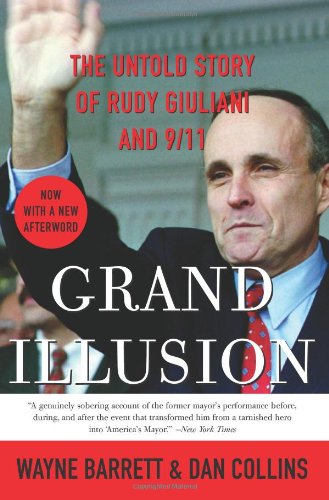 THE UNTOLD STORY
OF RUDY GIULIANI
AND 9/11
NOW
WITH A NEW
AFTERWORD
GRAND
ILLUSION
"A genuinely sobering account of the former mayor's performance before,
during, and after the event that transformed him from a tarnished hero
into 'America's Mayor.'" —New York Times
WAYNE BARRETT & DAN COLLINS